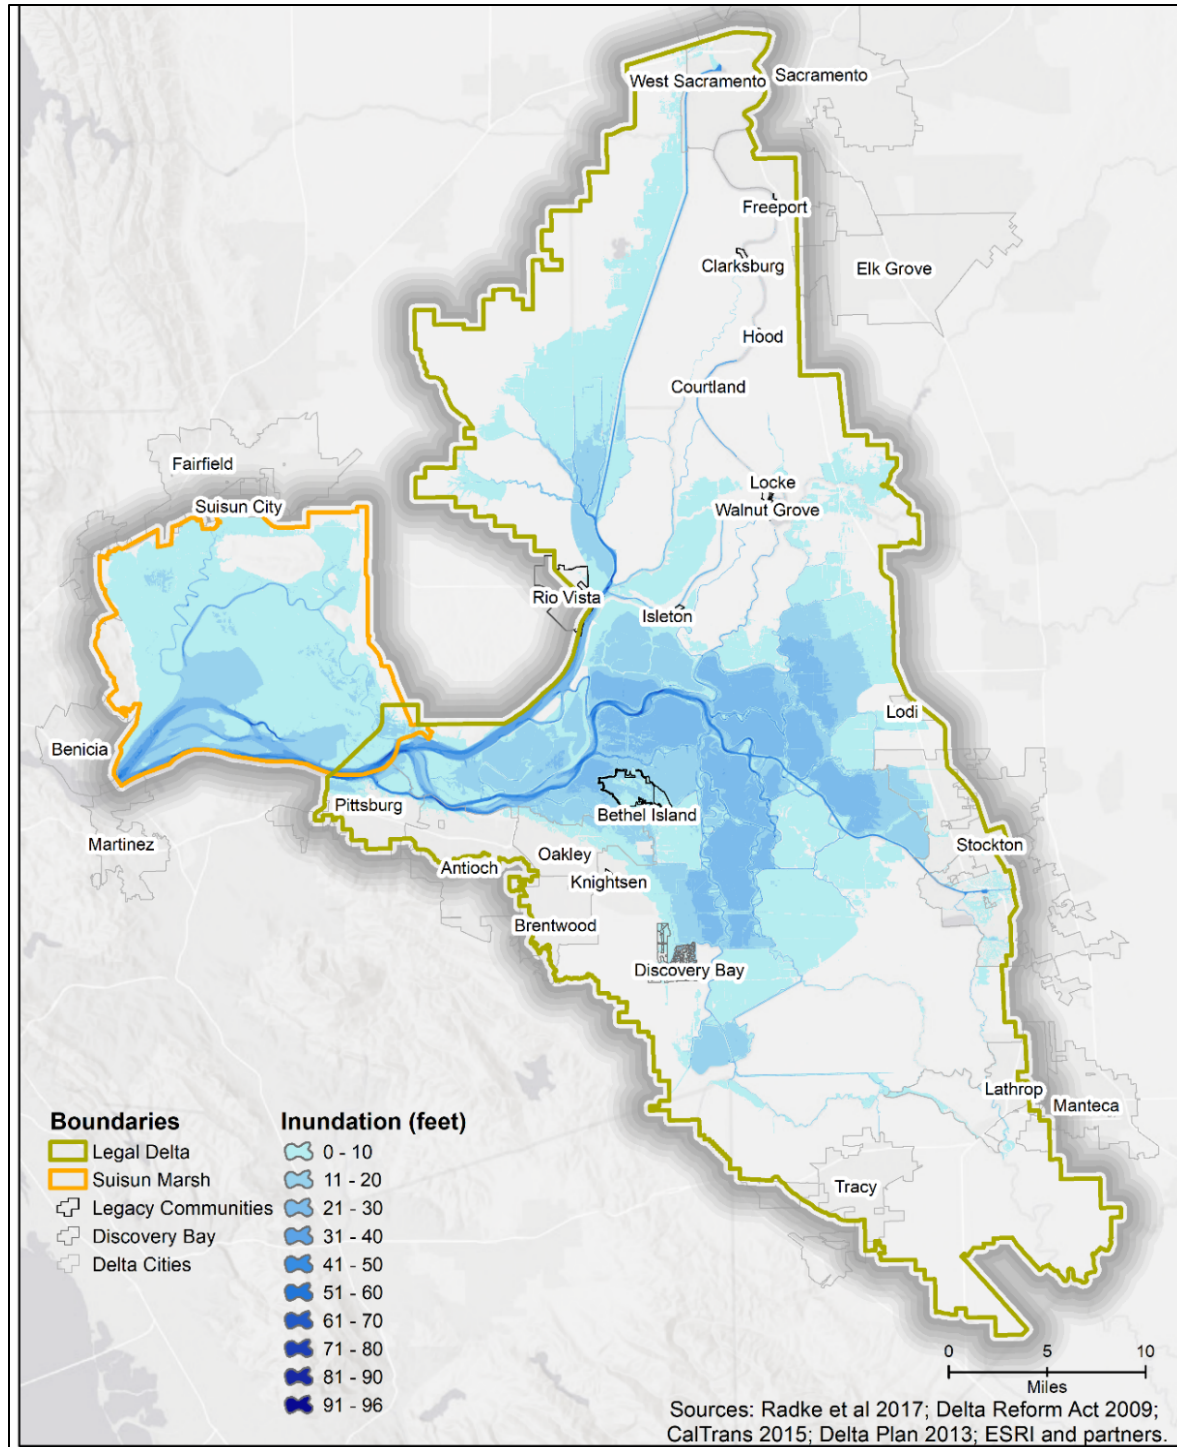 West Sacramento
Sacramento
Freeport
Clarksburg
Elk Grove
Hood
Courtland
Fairfield
Locke
Suisun City
Walnut Grove
Rio Vista
Isleton
Lodi
Benicia
Pittsburg
Bethel Island
Martinez
Stockton
Oakley
Antioch
Knightsen
Brentwood
Discovery Bay
Lathrop
Manteca
Tracy
Boundaries
Legal Delta
Suisun Marsh
Legacy Communities
Discovery Bay
Delta Cities
Inundation (feet)
0 - 10
11 - 20
21 - 30
31 - 40
41 - 50
51 - 60
61 - 70
71 - 80
81 - 90
91 - 96
0 5 10
Miles
Sources: Radke et al 2017; Delta Reform Act 2009;
CalTrans 2015; Delta Plan 2013; ESRI and partners.